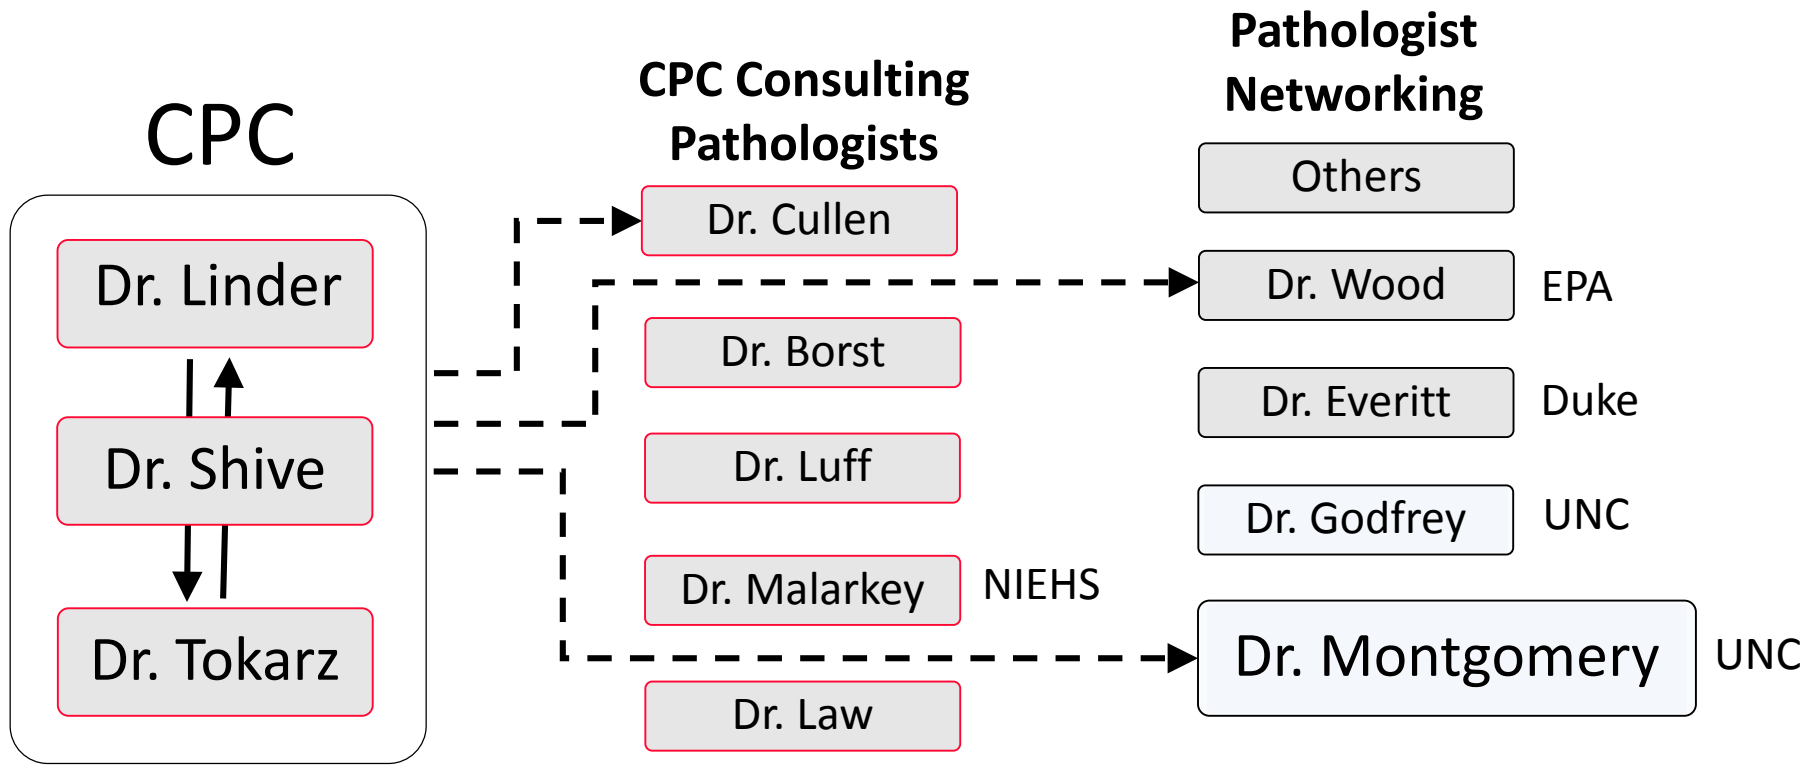 CPC
Dr. Linder
Dr. Shive
Dr. Tokarz
CPC Consulting
Pathologists
Dr. Cullen
Dr. Borst
Dr. Luff
Dr. Malarkey
NIEHS
Dr. Law
Pathologist
Networking
Others
Dr. Wood
EPA
Dr. Everitt
Duke
Dr. Godfrey
UNC
Dr. Montgomery
UNC